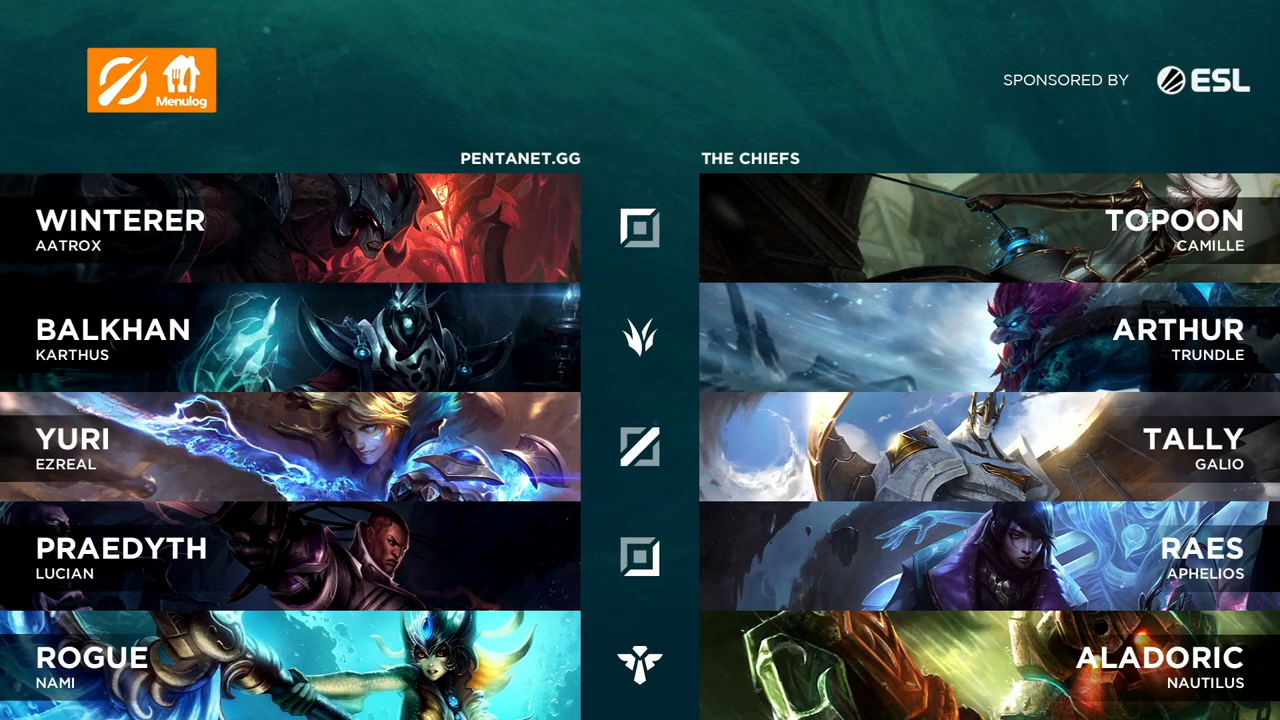 Menulog
SPONSORED BY ESL
PENTANET.GG
THE CHIEFS
WINTERER
AATROX
TOPOON
CAMILLE
BALKHAN
KARTHUS
ARTHUR
TRUNDLE
YURI
EZREAL
TALLY
GALIO
PRAEDYTH
LUCIAN
RAES
APHELIOS
ROGUE
NAMI
ALADORIC
NAUTILUS